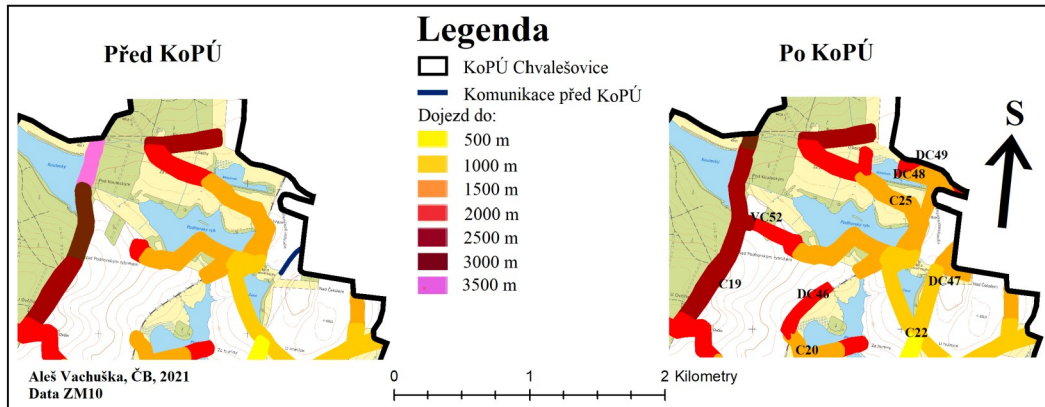 Před KoPÚ
Legenda
KoPÚ Chvalešovice
Komunikace před KoPÚ
Dojezd do:
500 m
1000 m
1500 m
2000 m
2500 m
3000 m
3500 m
Po KoPÚ
S
DC49
DC48
C25
VC52
DC47
C19
DC46
C22
C20
Aleš Vachuška, ČB, 2021
Data ZM10
0 1 2 Kilometry